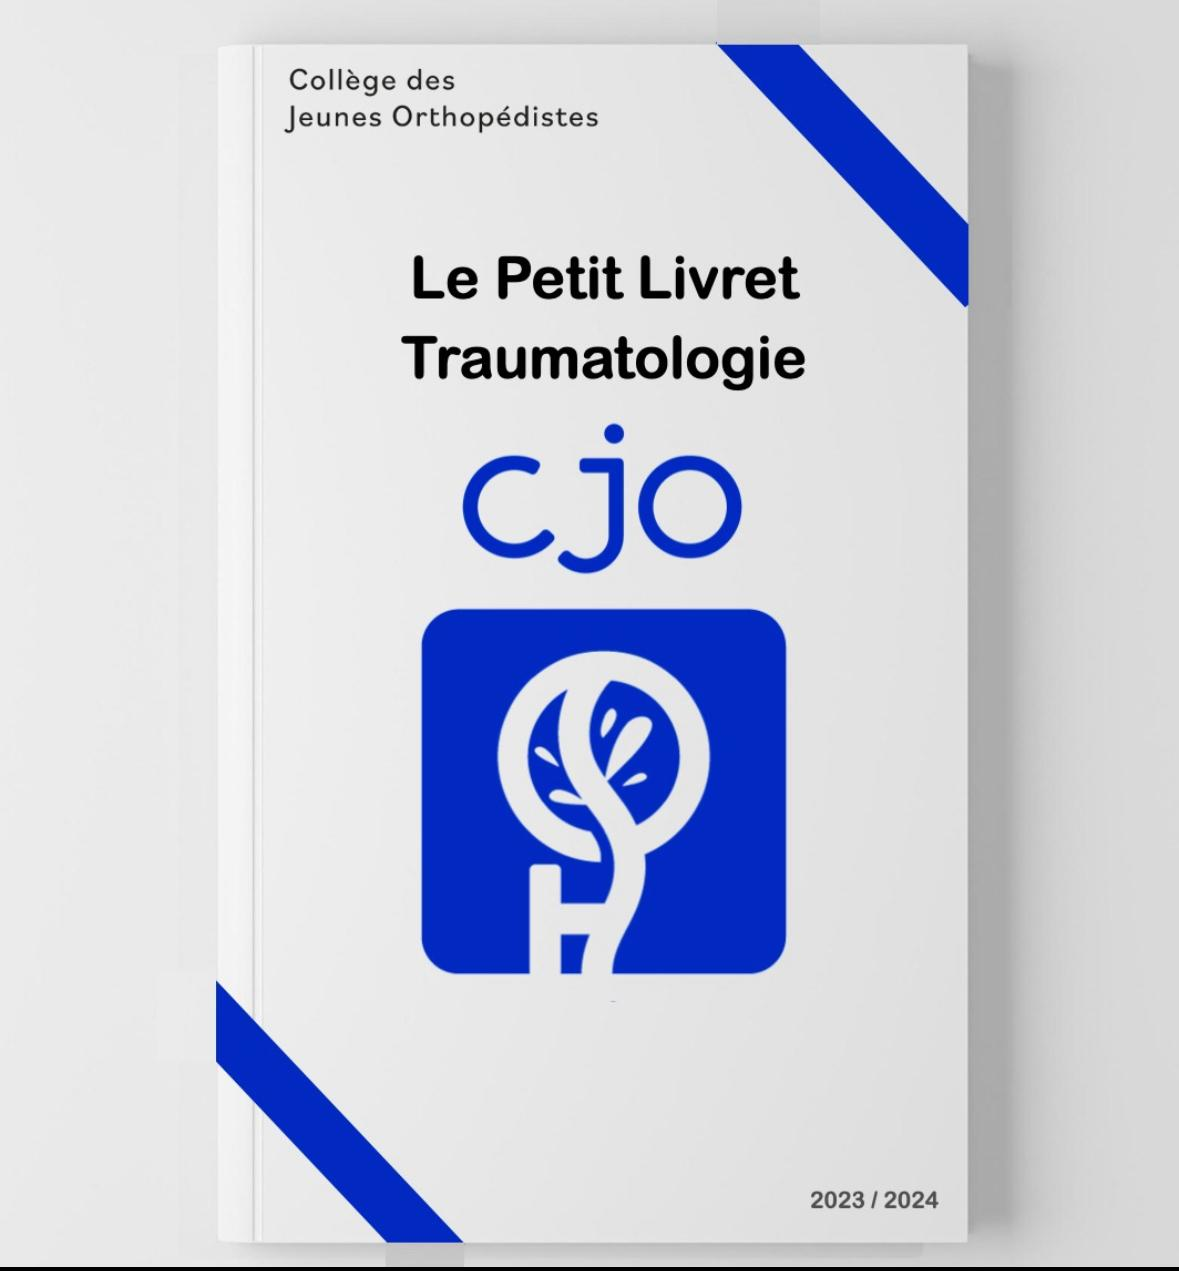 Collège des
Jeunes Orthopédistes
Le Petit Livret
Traumatologie
cjo
2023 / 2024